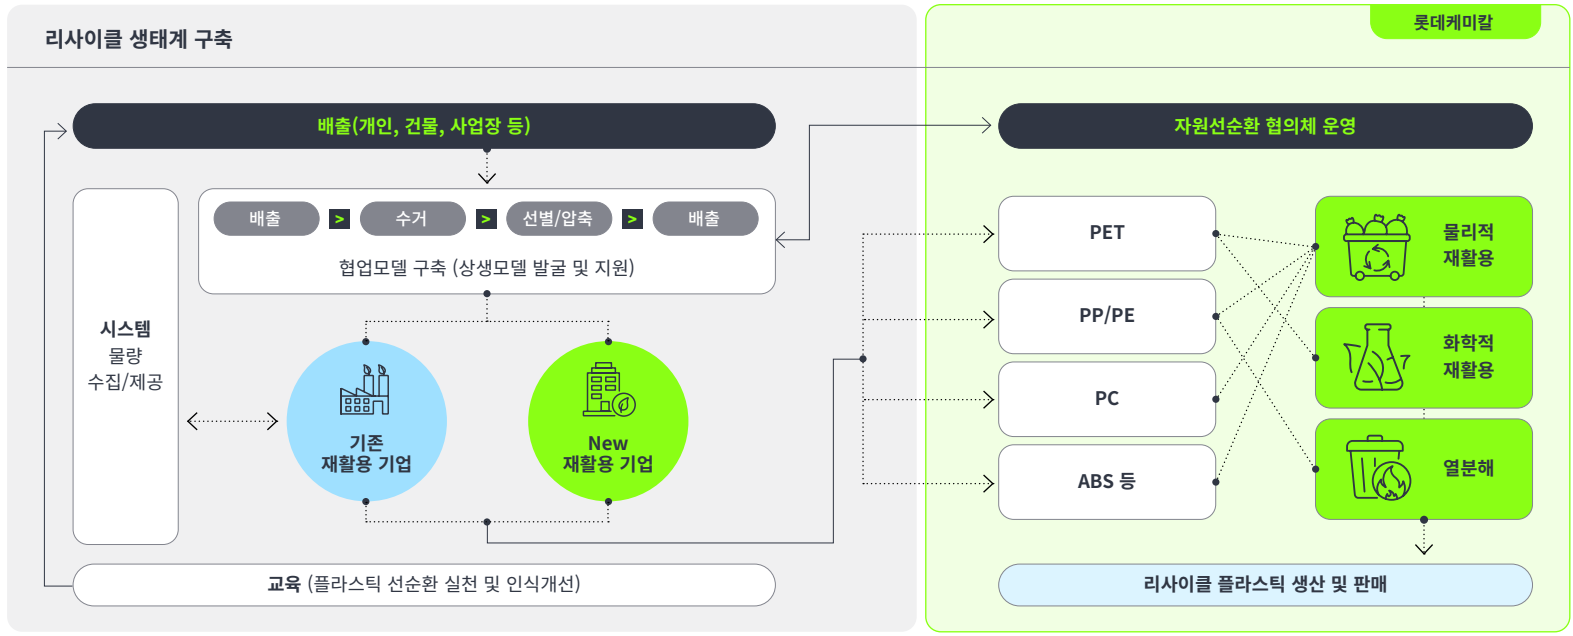 리사이클 생태계 구축
롯데케미칼
배출(개인, 건물, 사업장 등)
배출 > 수거 > 선별/압축 > 배출
협업모델 구축 (상생모델 발굴 및 지원)
시스템
물량
수집/제공
기존
재활용 기업
New
재활용 기업
교육 (플라스틱 선순환 실천 및 인식개선)
자원선순환 협의체 운영
PET
PP/PE
PC
ABS 등
물리적
재활용
화학적
재활용
열분해
리사이클 플라스틱 생산 및 판매